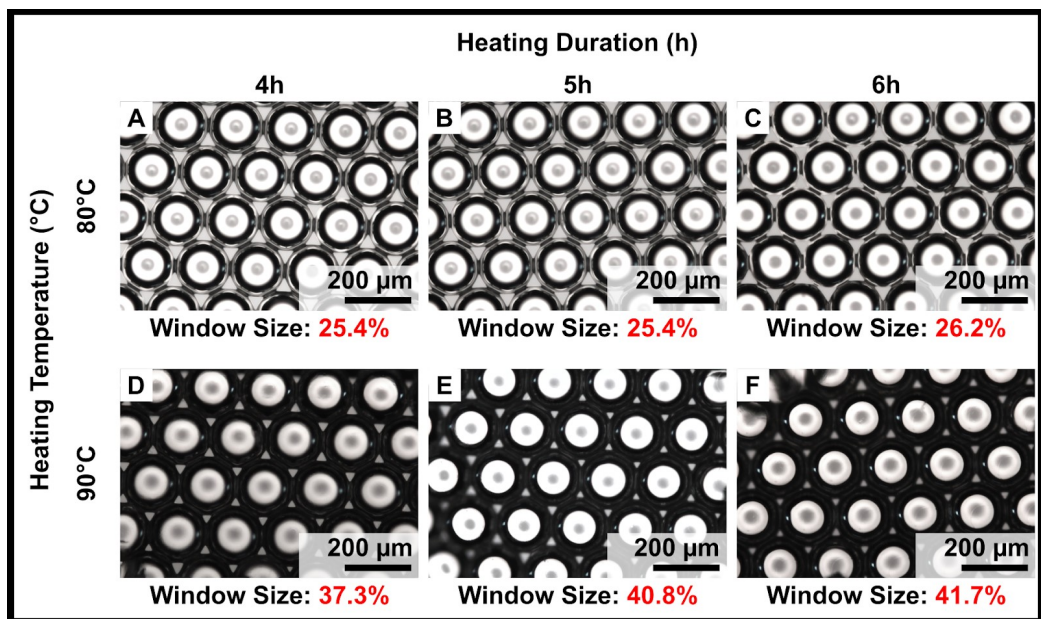 Heating Duration (h)
4h
5h
6h
Heating Temperature (°C)
80°C
A
200 µm
Window Size: 25.4%
B
200 µm
Window Size: 25.4%
C
200 µm
Window Size: 26.2%
90°C
D
200 µm
Window Size: 37.3%
E
200 µm
Window Size: 40.8%
F
200 µm
Window Size: 41.7%